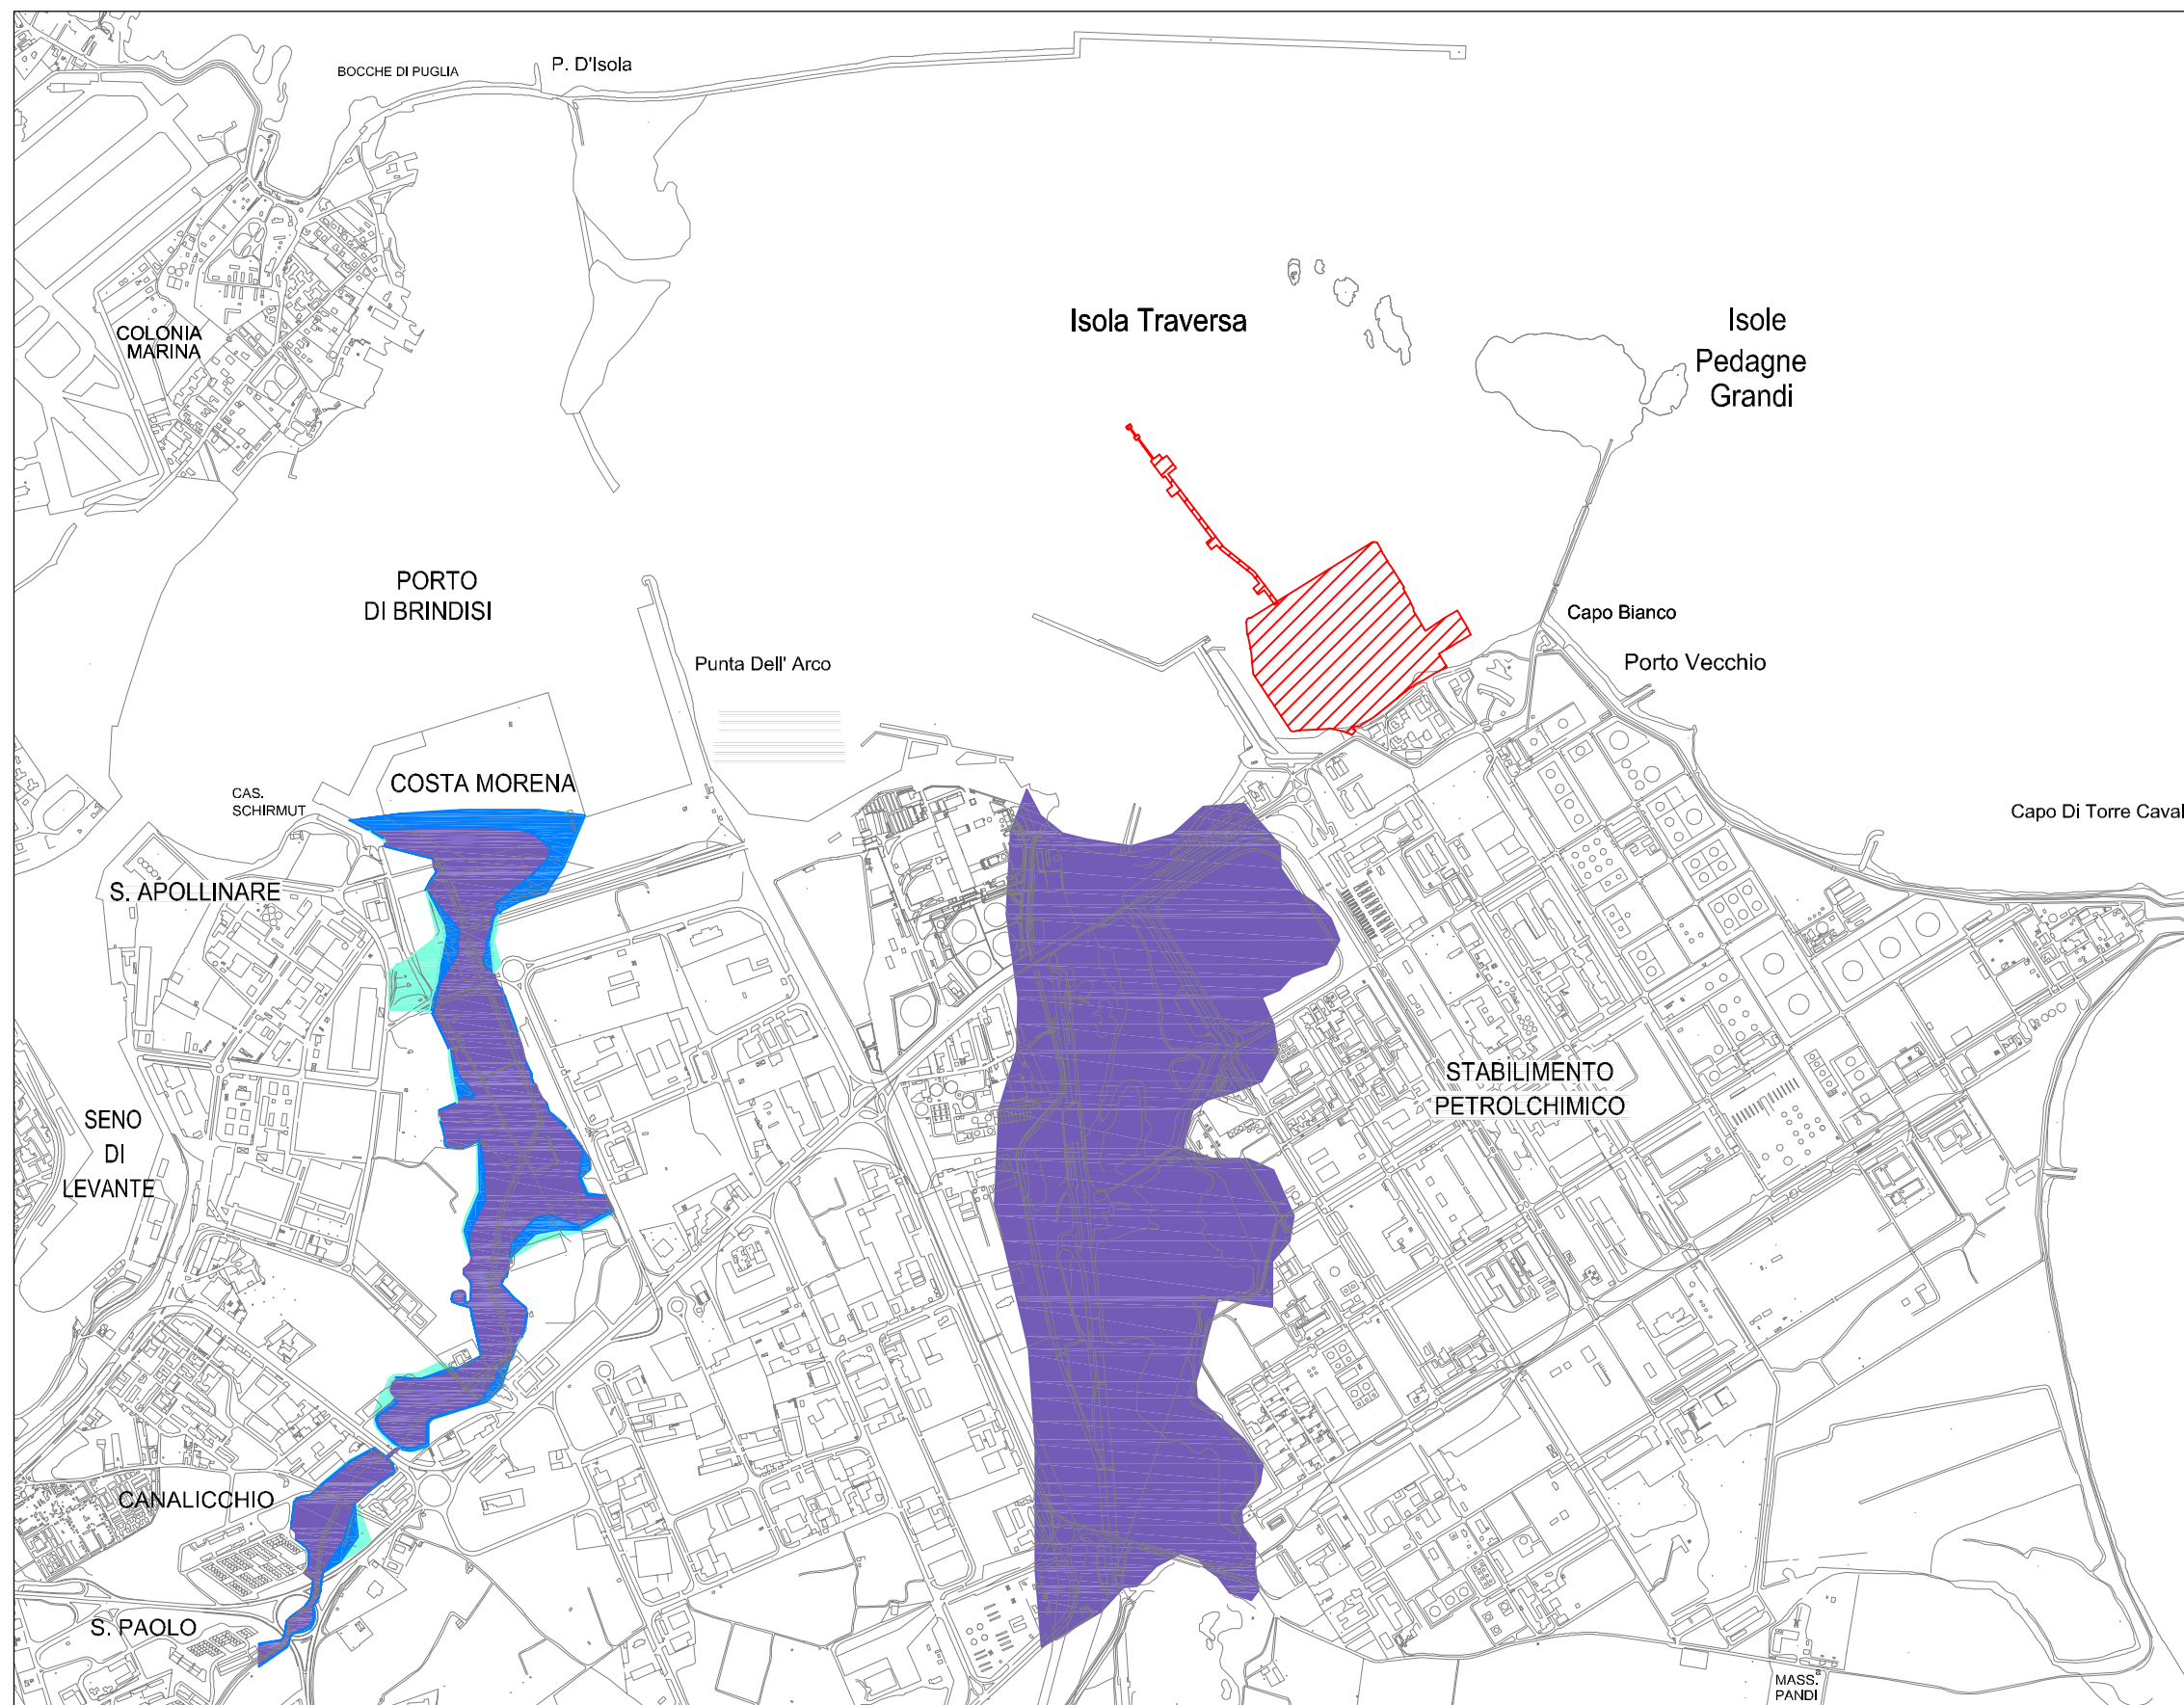 BOCCHE DI PUGLIA
P. D'Isola
Isola Traversa
Isole
Pedagne
Grandi
COLONIA
MARINA
PORTO
DI BRINDISI
Capo Bianco
Punta Dell' Arco
Porto Vecchio
COSTA MORENA
CAS.
SCHIRMUT
Capo Di Torre Caval
S. APOLLINARE
STABILIMENTO
PETROLCHIMICO
SENO
DI
LEVANTE
CANALICCHIO
S. PAOLO
MASS.a
PANDI